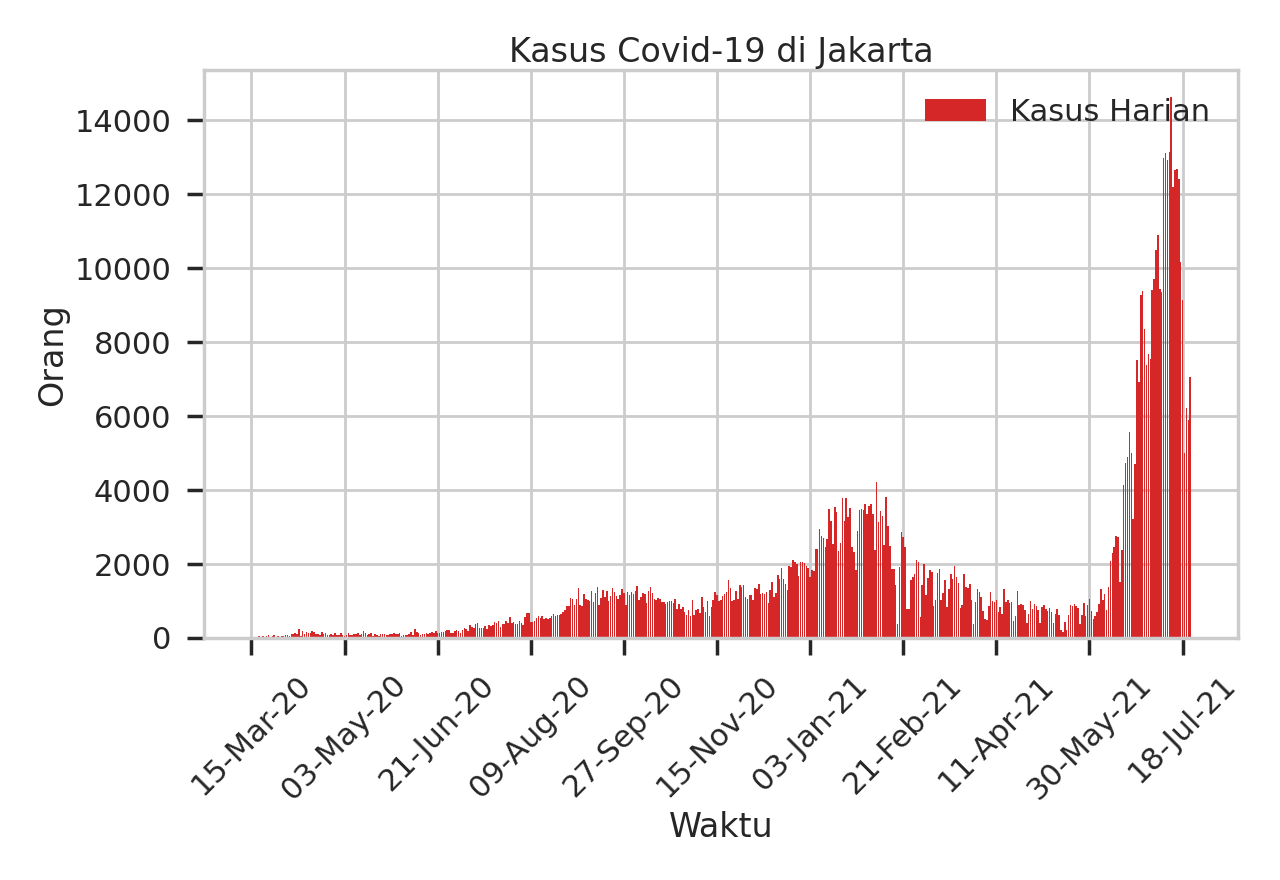 Kasus Covid-19 di Jakarta
Kasus Harian
14000
12000
10000
8000
6000
4000
2000
0
Orang
15-Mar-20
03-May-20
21-Jun-20
09-Aug-20
27-Sep-20
15-Nov-20
03-Jan-21
21-Feb-21
11-Apr-21
30-May-21
18-Jul-21
Waktu